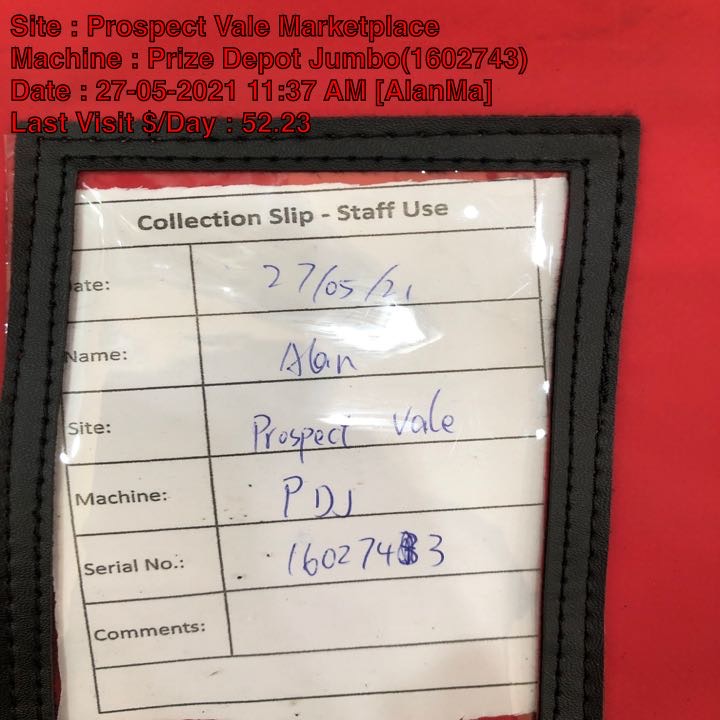 Site : Prospect Vale Marketplace
Machine : Prize Depot Jumbo(1602743)
Date : 27-05-2021 11:37 AM [AlanMa]
Last Visit $/Day : 52.23
Collection Slip - Staff Use
ate: 27/05/21
Name: Alan
Site: Prospect Vale
Machine: PDJ
Serial No.: 1602743
Comments: